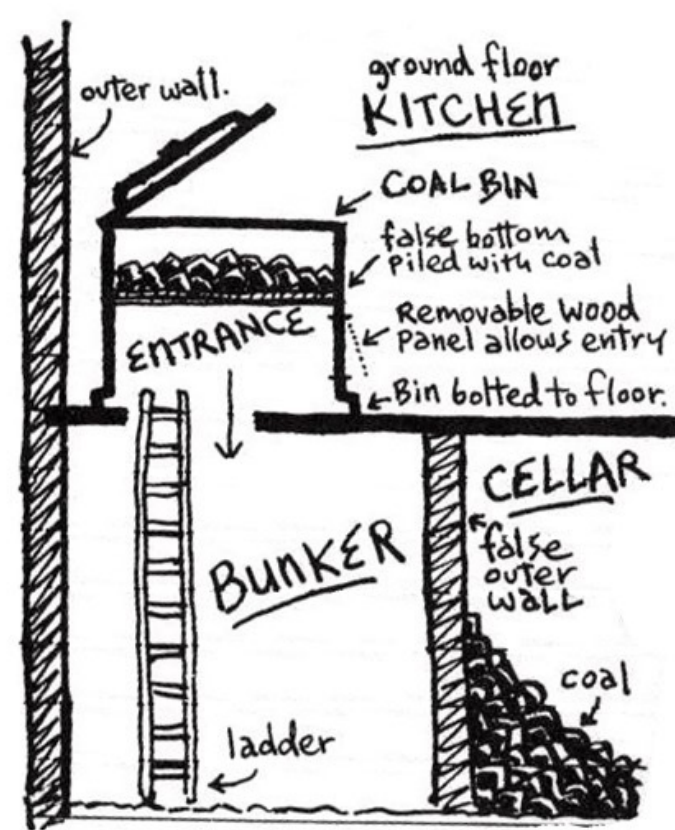 ground floor
KITCHEN
outer wall.
COAL BIN
false bottom
piled with coal
Removable wood
panel allows entry
ENTRANCE
Bin bolted to floor.
CELLAR
false
outer
wall
BUNKER
coal
ladder